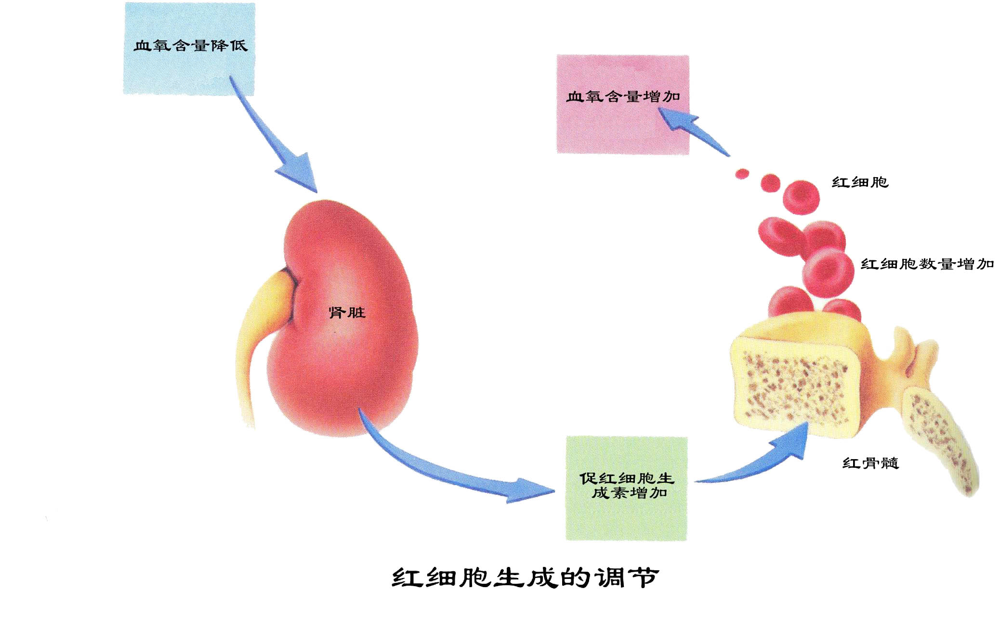 血氧含量降低
血氧含量增加
红细胞
红细胞数量增加
肾脏
红骨髓
促红细胞生
成素增加
红细胞生成的调节